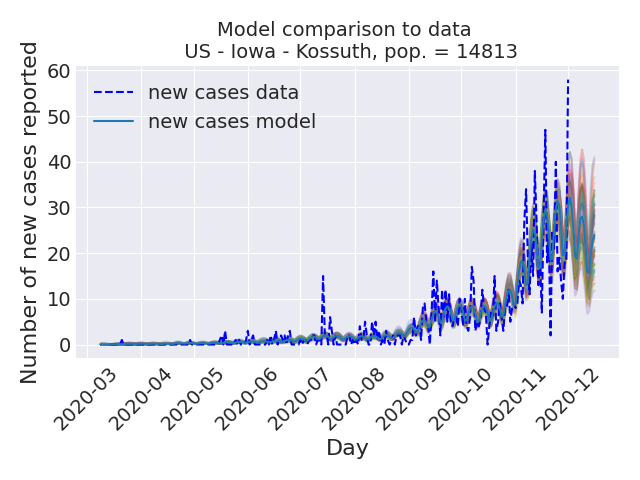 Model comparison to data
US - Iowa - Kossuth, pop. = 14813
Number of new cases reported
60
50
40
30
20
10
0
new cases data
new cases model
2020-03
2020-04
2020-05
2020-06
2020-07
2020-08
2020-09
2020-10
2020-11
2020-12
Day